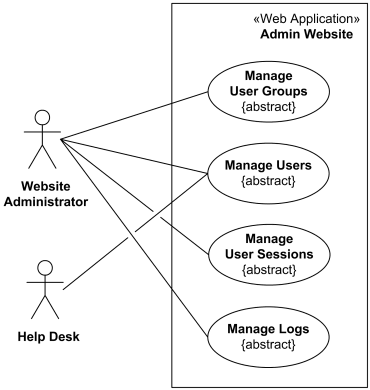 «Web Application»
Admin Website
Manage
User Groups
{abstract}
Manage Users
{abstract}
Website
Administrator
Manage
User Sessions
{abstract}
Help Desk
Manage Logs
{abstract}